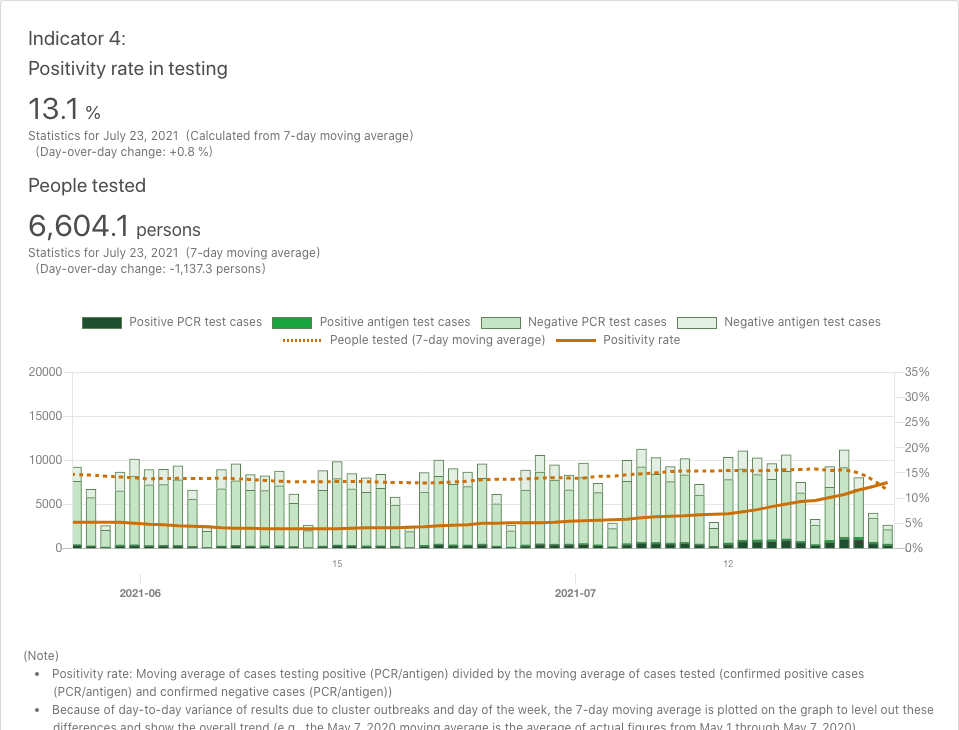 Indicator 4:
Positivity rate in testing
13.1 %
Statistics for July 23, 2021 (Calculated from 7-day moving average)
(Day-over-day change: +0.8 %)
People tested
6,604.1 persons
Statistics for July 23, 2021 (7-day moving average)
(Day-over-day change: -1,137.3 persons)
Positive PCR test cases Positive antigen test cases Negative PCR test cases Negative antigen test cases
People tested (7-day moving average) Positivity rate
20000 35%
30%
15000 25%
20%
10000 15%
10%
5000 5%
0 0%
15 12
2021-06 2021-07
(Note)
• Positivity rate: Moving average of cases testing positive (PCR/antigen) divided by the moving average of cases tested (confirmed positive cases
(PCR/antigen) and confirmed negative cases (PCR/antigen))
• Because of day-to-day variance of results due to cluster outbreaks and day of the week, the 7-day moving average is plotted on the graph to level out these
differences and show the overall trend (e.g., the May 7, 2020 moving average is the average of actual figures from May 1 through May 7, 2020)